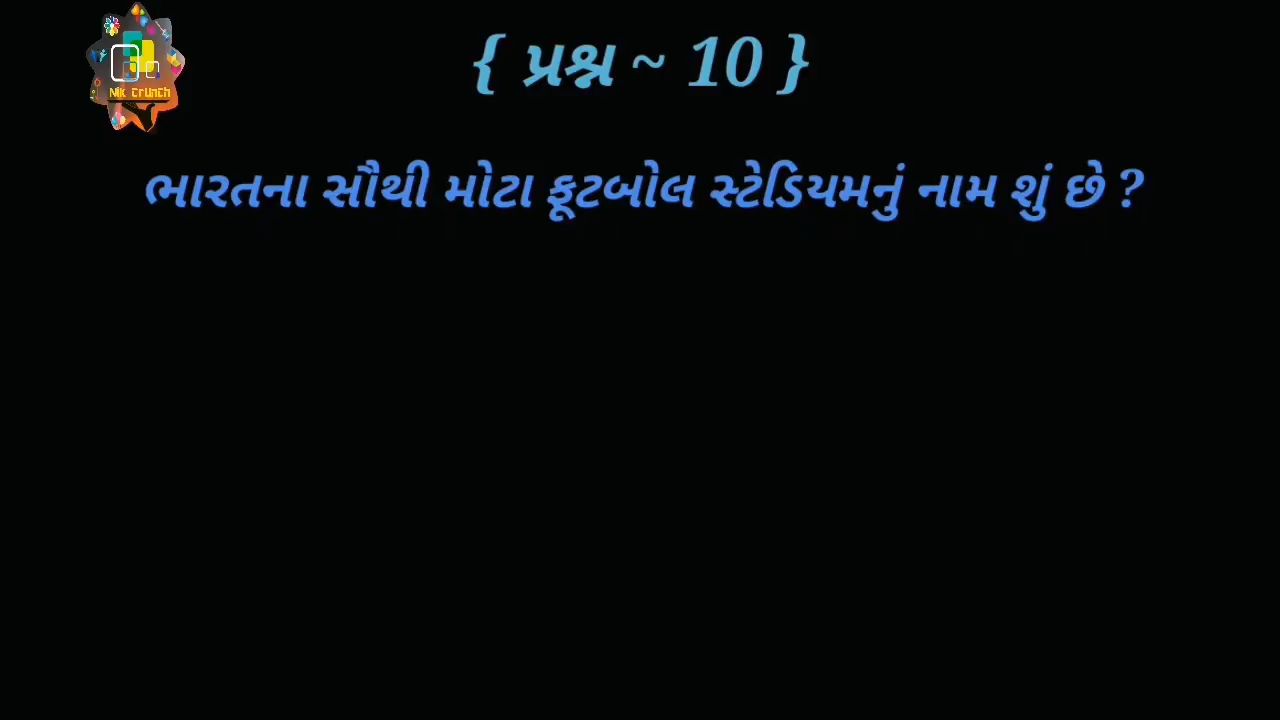 Nik Crunch
{ પ્રશ્ન ~ 10 }
ભારતના સૌથી મોટા ફૂટબોલ સ્ટેડિયમનું નામ શું છે ?